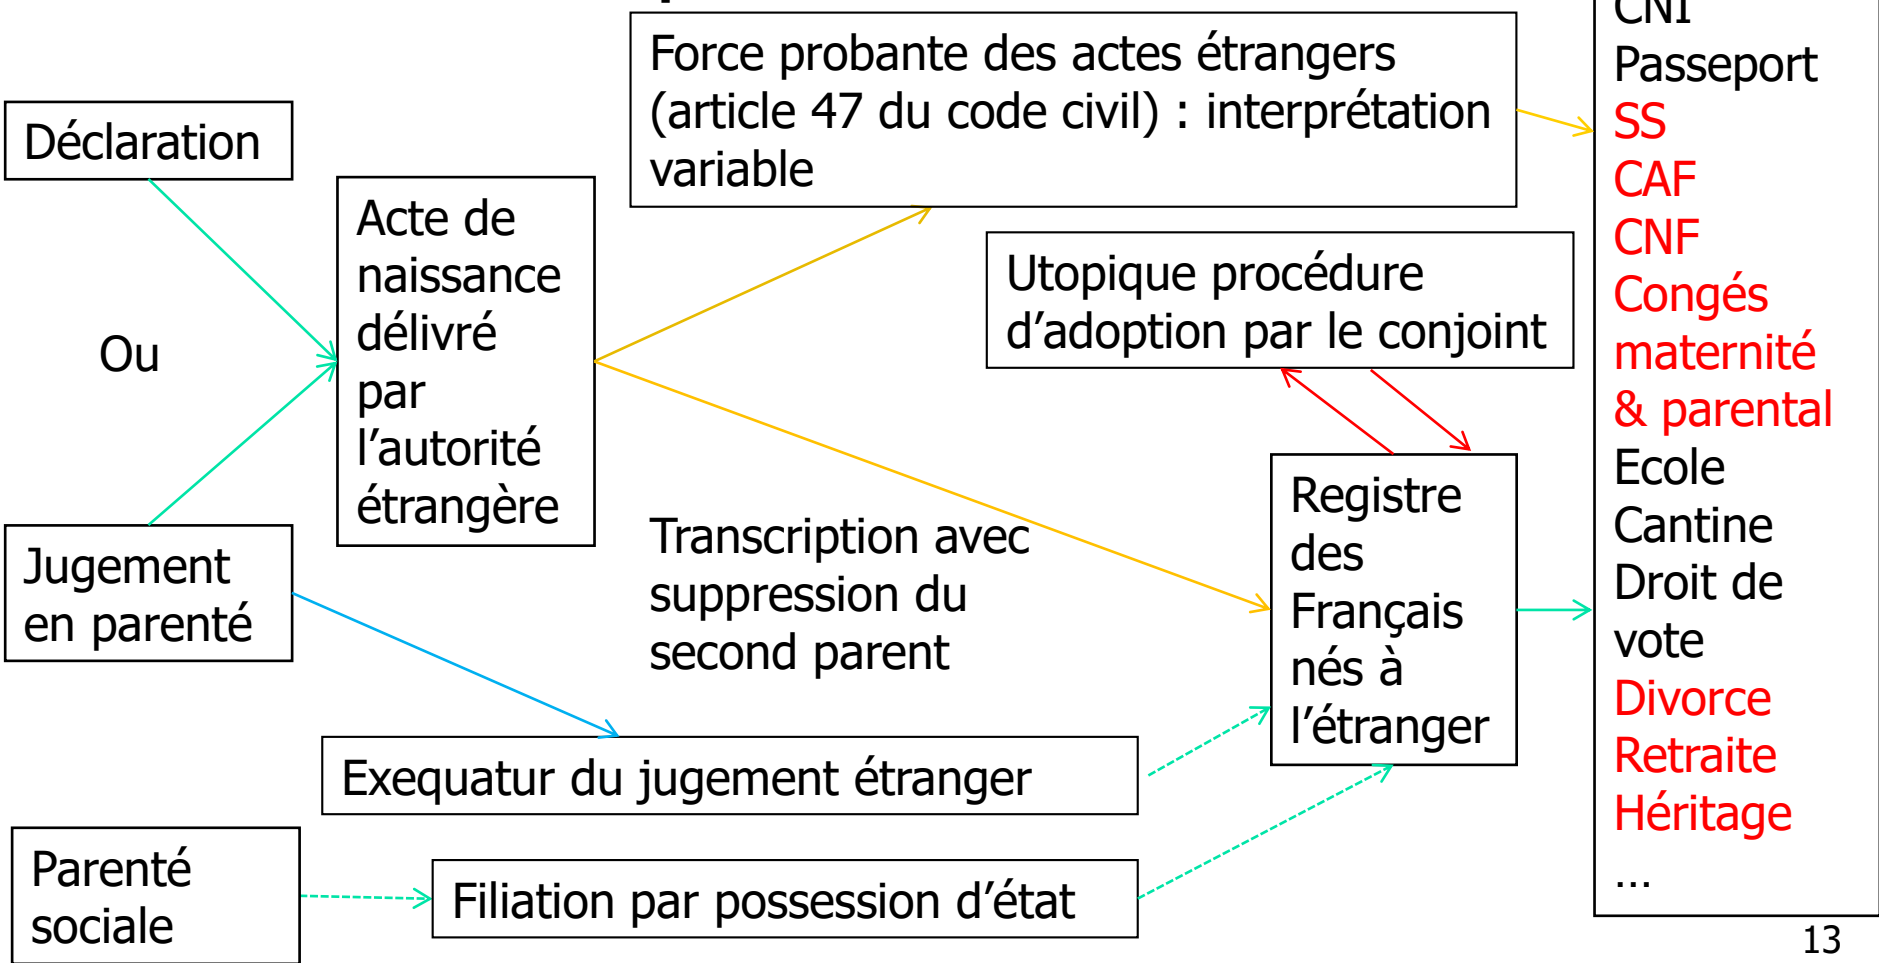 Force probante des actes étrangers
(article 47 du code civil) : interprétation
variable
Déclaration
Ou
Jugement
en parenté
Acte de
naissance
délivré
par
l’autorité
étrangère
Utopique procédure
d’adoption par le conjoint
Transcription avec
suppression du
second parent
Registre
des
Français
nés à
l’étranger
Exequatur du jugement étranger
Parenté
sociale
Filiation par possession d’état
CNI
Passeport
SS
CAF
CNF
Congés
maternité
& parental
Ecole
Cantine
Droit de
vote
Divorce
Retraite
Héritage
…
13